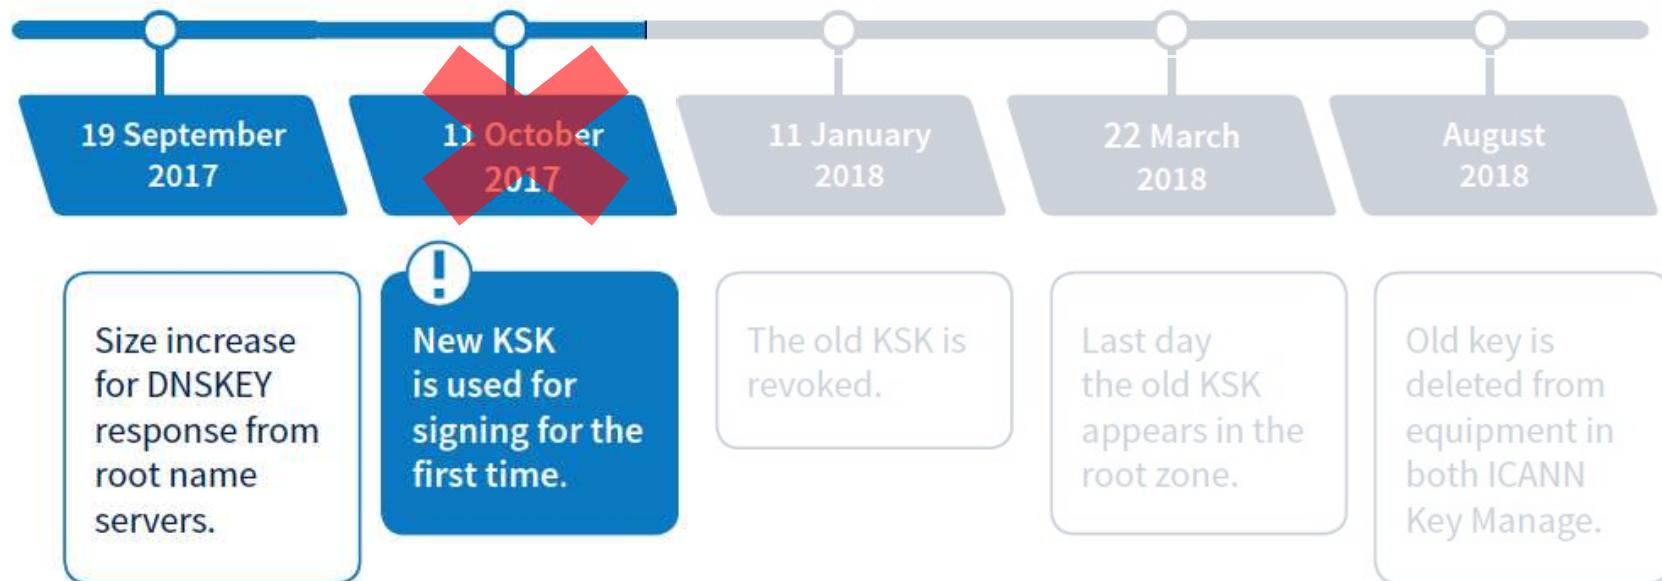 19 September
2017
11 October
2017
11 January
2018
22 March
2018
August
2018
Size increase
for DNSKEY
response from
root name
servers.
!
New KSK
is used for
signing for the
first time.
The old KSK is
revoked.
Last day
the old KSK
appears in the
root zone.
Old key is
deleted from
equipment in
both ICANN
Key Manage.